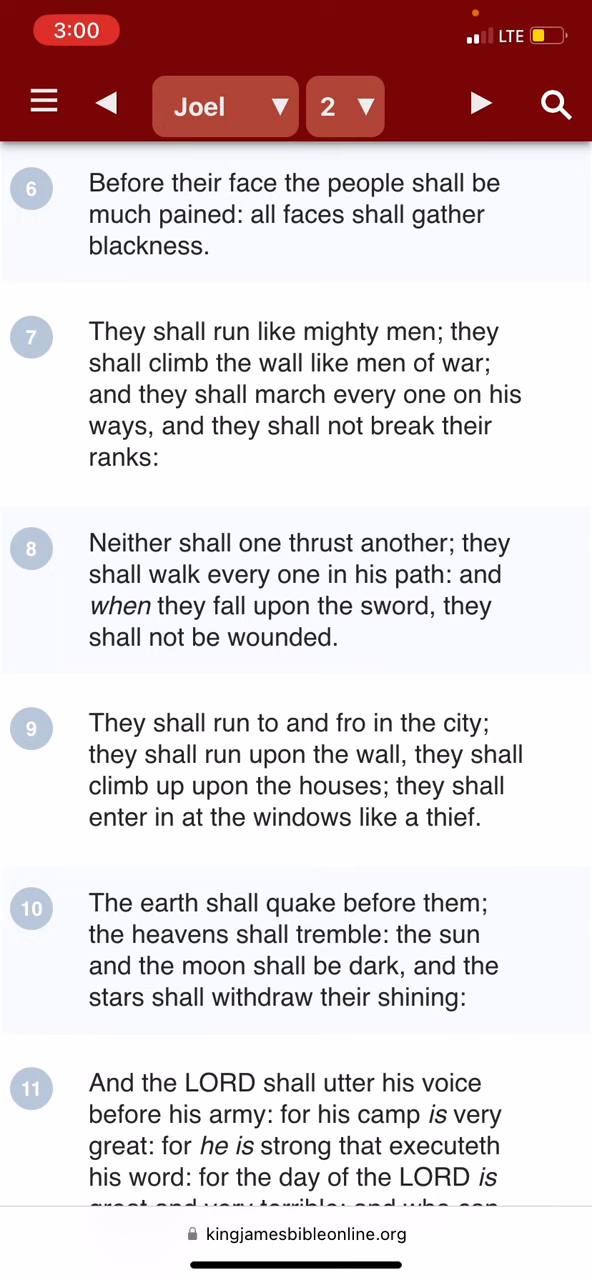 3:00
LTE
Joel ▼ 2 ▼
6 Before their face the people shall be
much pained: all faces shall gather
blackness.
7 They shall run like mighty men; they
shall climb the wall like men of war;
and they shall march every one on his
ways, and they shall not break their
ranks:
8 Neither shall one thrust another; they
shall walk every one in his path: and
when they fall upon the sword, they
shall not be wounded.
9 They shall run to and fro in the city;
they shall run upon the wall, they shall
climb up upon the houses; they shall
enter in at the windows like a thief.
10 The earth shall quake before them;
the heavens shall tremble: the sun
and the moon shall be dark, and the
stars shall withdraw their shining:
11 And the LORD shall utter his voice
before his army: for his camp is very
great: for he is strong that executeth
his word: for the day of the LORD is
great and very terrible; and who can
kingjamesbibleonline.org